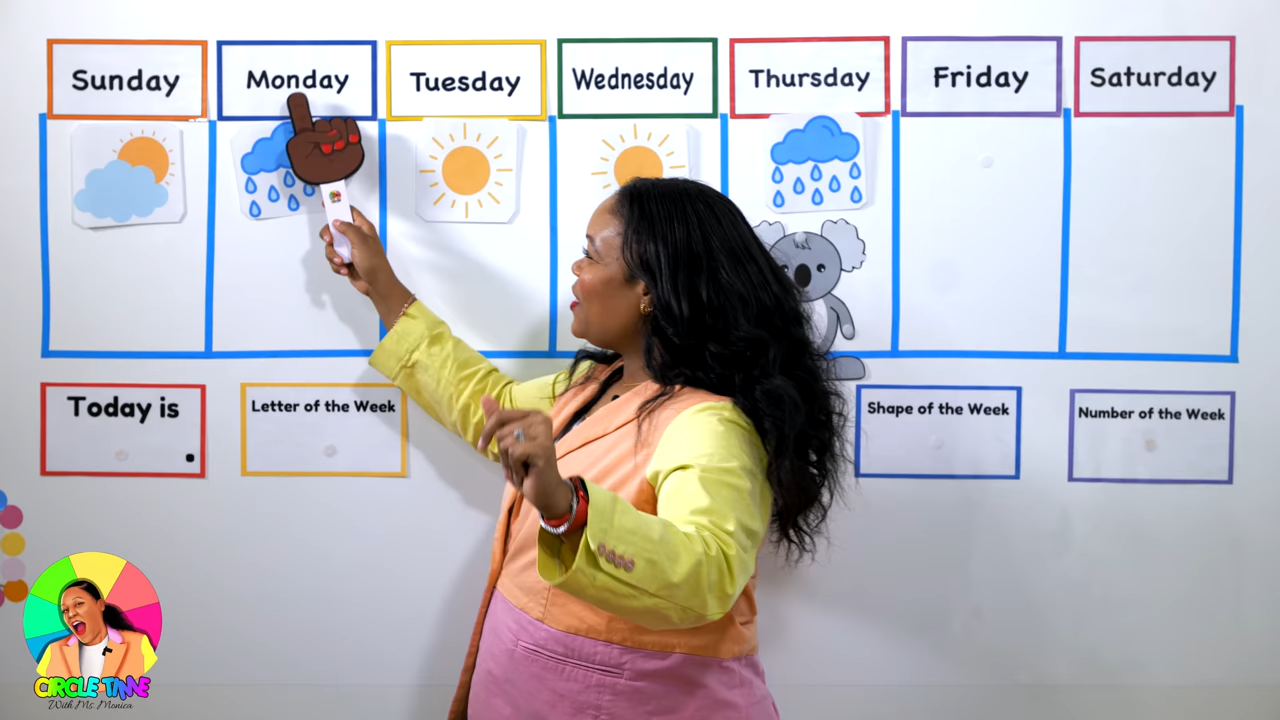 Sunday
Monday
Tuesday
Wednesday
Thursday
Friday
Saturday
Today is
.
Letter of the Week
Shape of the Week
Number of the Week
CIRCLE TIME
With Ms. Monica